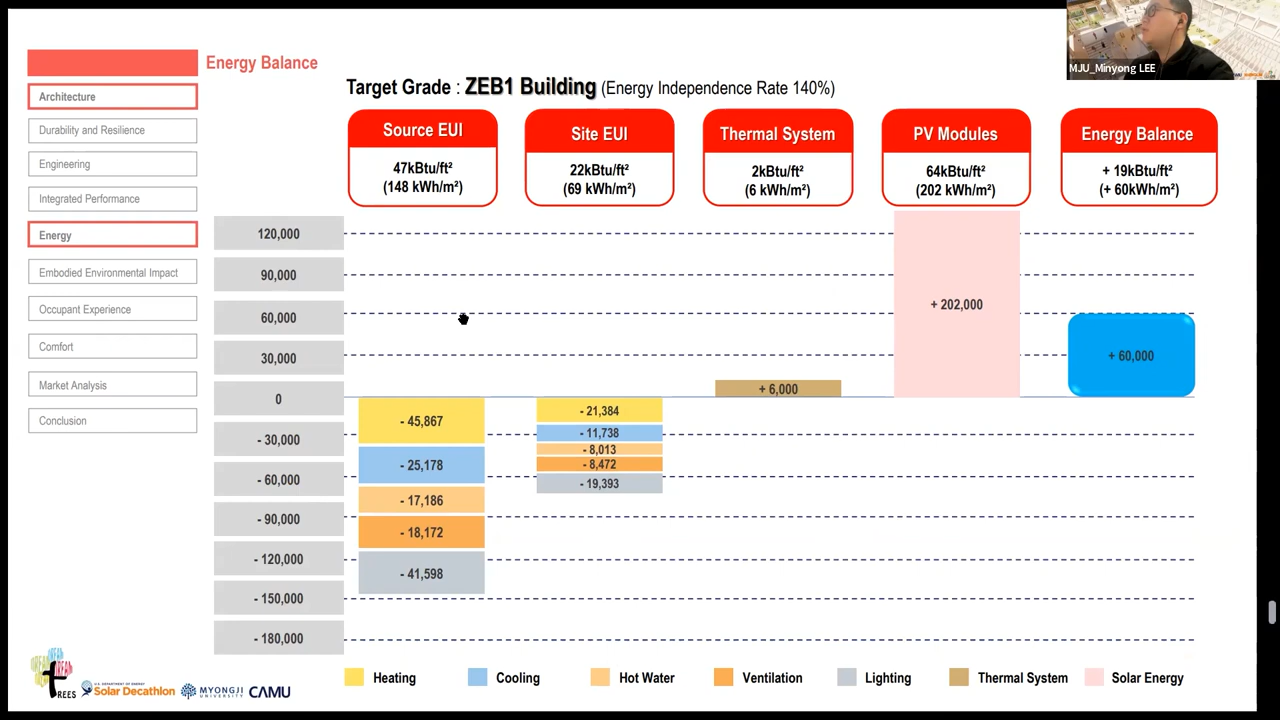 MJU_Minyong LEE
Energy Balance
Target Grade : ZEB1 Building (Energy Independence Rate 140%)
Architecture
Durability and Resilience
Engineering
Integrated Performance
Energy
Embodied Environmental Impact
Occupant Experience
Comfort
Market Analysis
Conclusion
Source EUI
47kBtu/ft²
(148 kWh/m²)
Site EUI
22kBtu/ft²
(69 kWh/m²)
Thermal System
2kBtu/ft²
(6 kWh/m²)
PV Modules
64kBtu/ft²
(202 kWh/m²)
Energy Balance
+ 19kBtu/ft²
(+ 60kWh/m²)
120,000
90,000
60,000
30,000
0
- 30,000
- 60,000
- 90,000
- 120,000
- 150,000
- 180,000
- 45,867
- 25,178
- 17,186
- 18,172
- 41,598
- 21,384
- 11,738
- 8,013
- 8,472
- 19,393
+ 6,000
+ 202,000
+ 60,000
Heating
Cooling
Hot Water
Ventilation
Lighting
Thermal System
Solar Energy
TREES
U.S. DEPARTMENT OF ENERGY
Solar Decathlon
MYONGJI
UNIVERSITY
CAMU